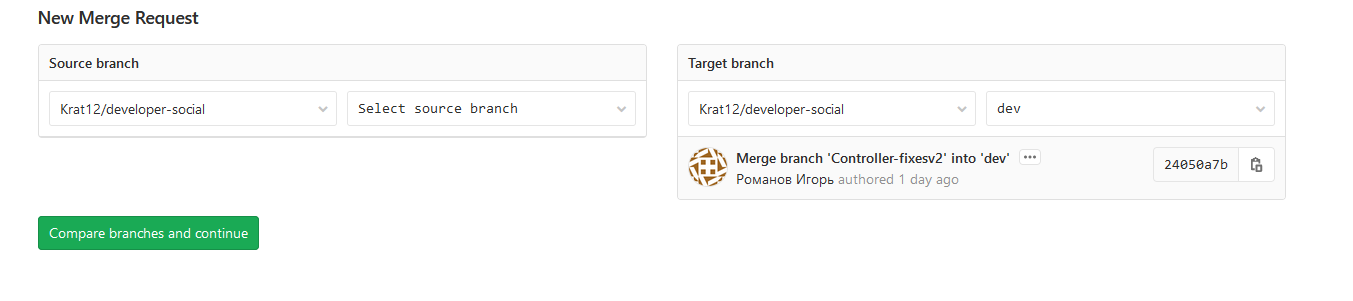 New Merge Request
Source branch
Krat12/developer-social
Select source branch
Target branch
Krat12/developer-social
dev
Merge branch 'Controller-fixesv2' into 'dev'
Романов Игорь authored 1 day ago
24050a7b
Compare branches and continue